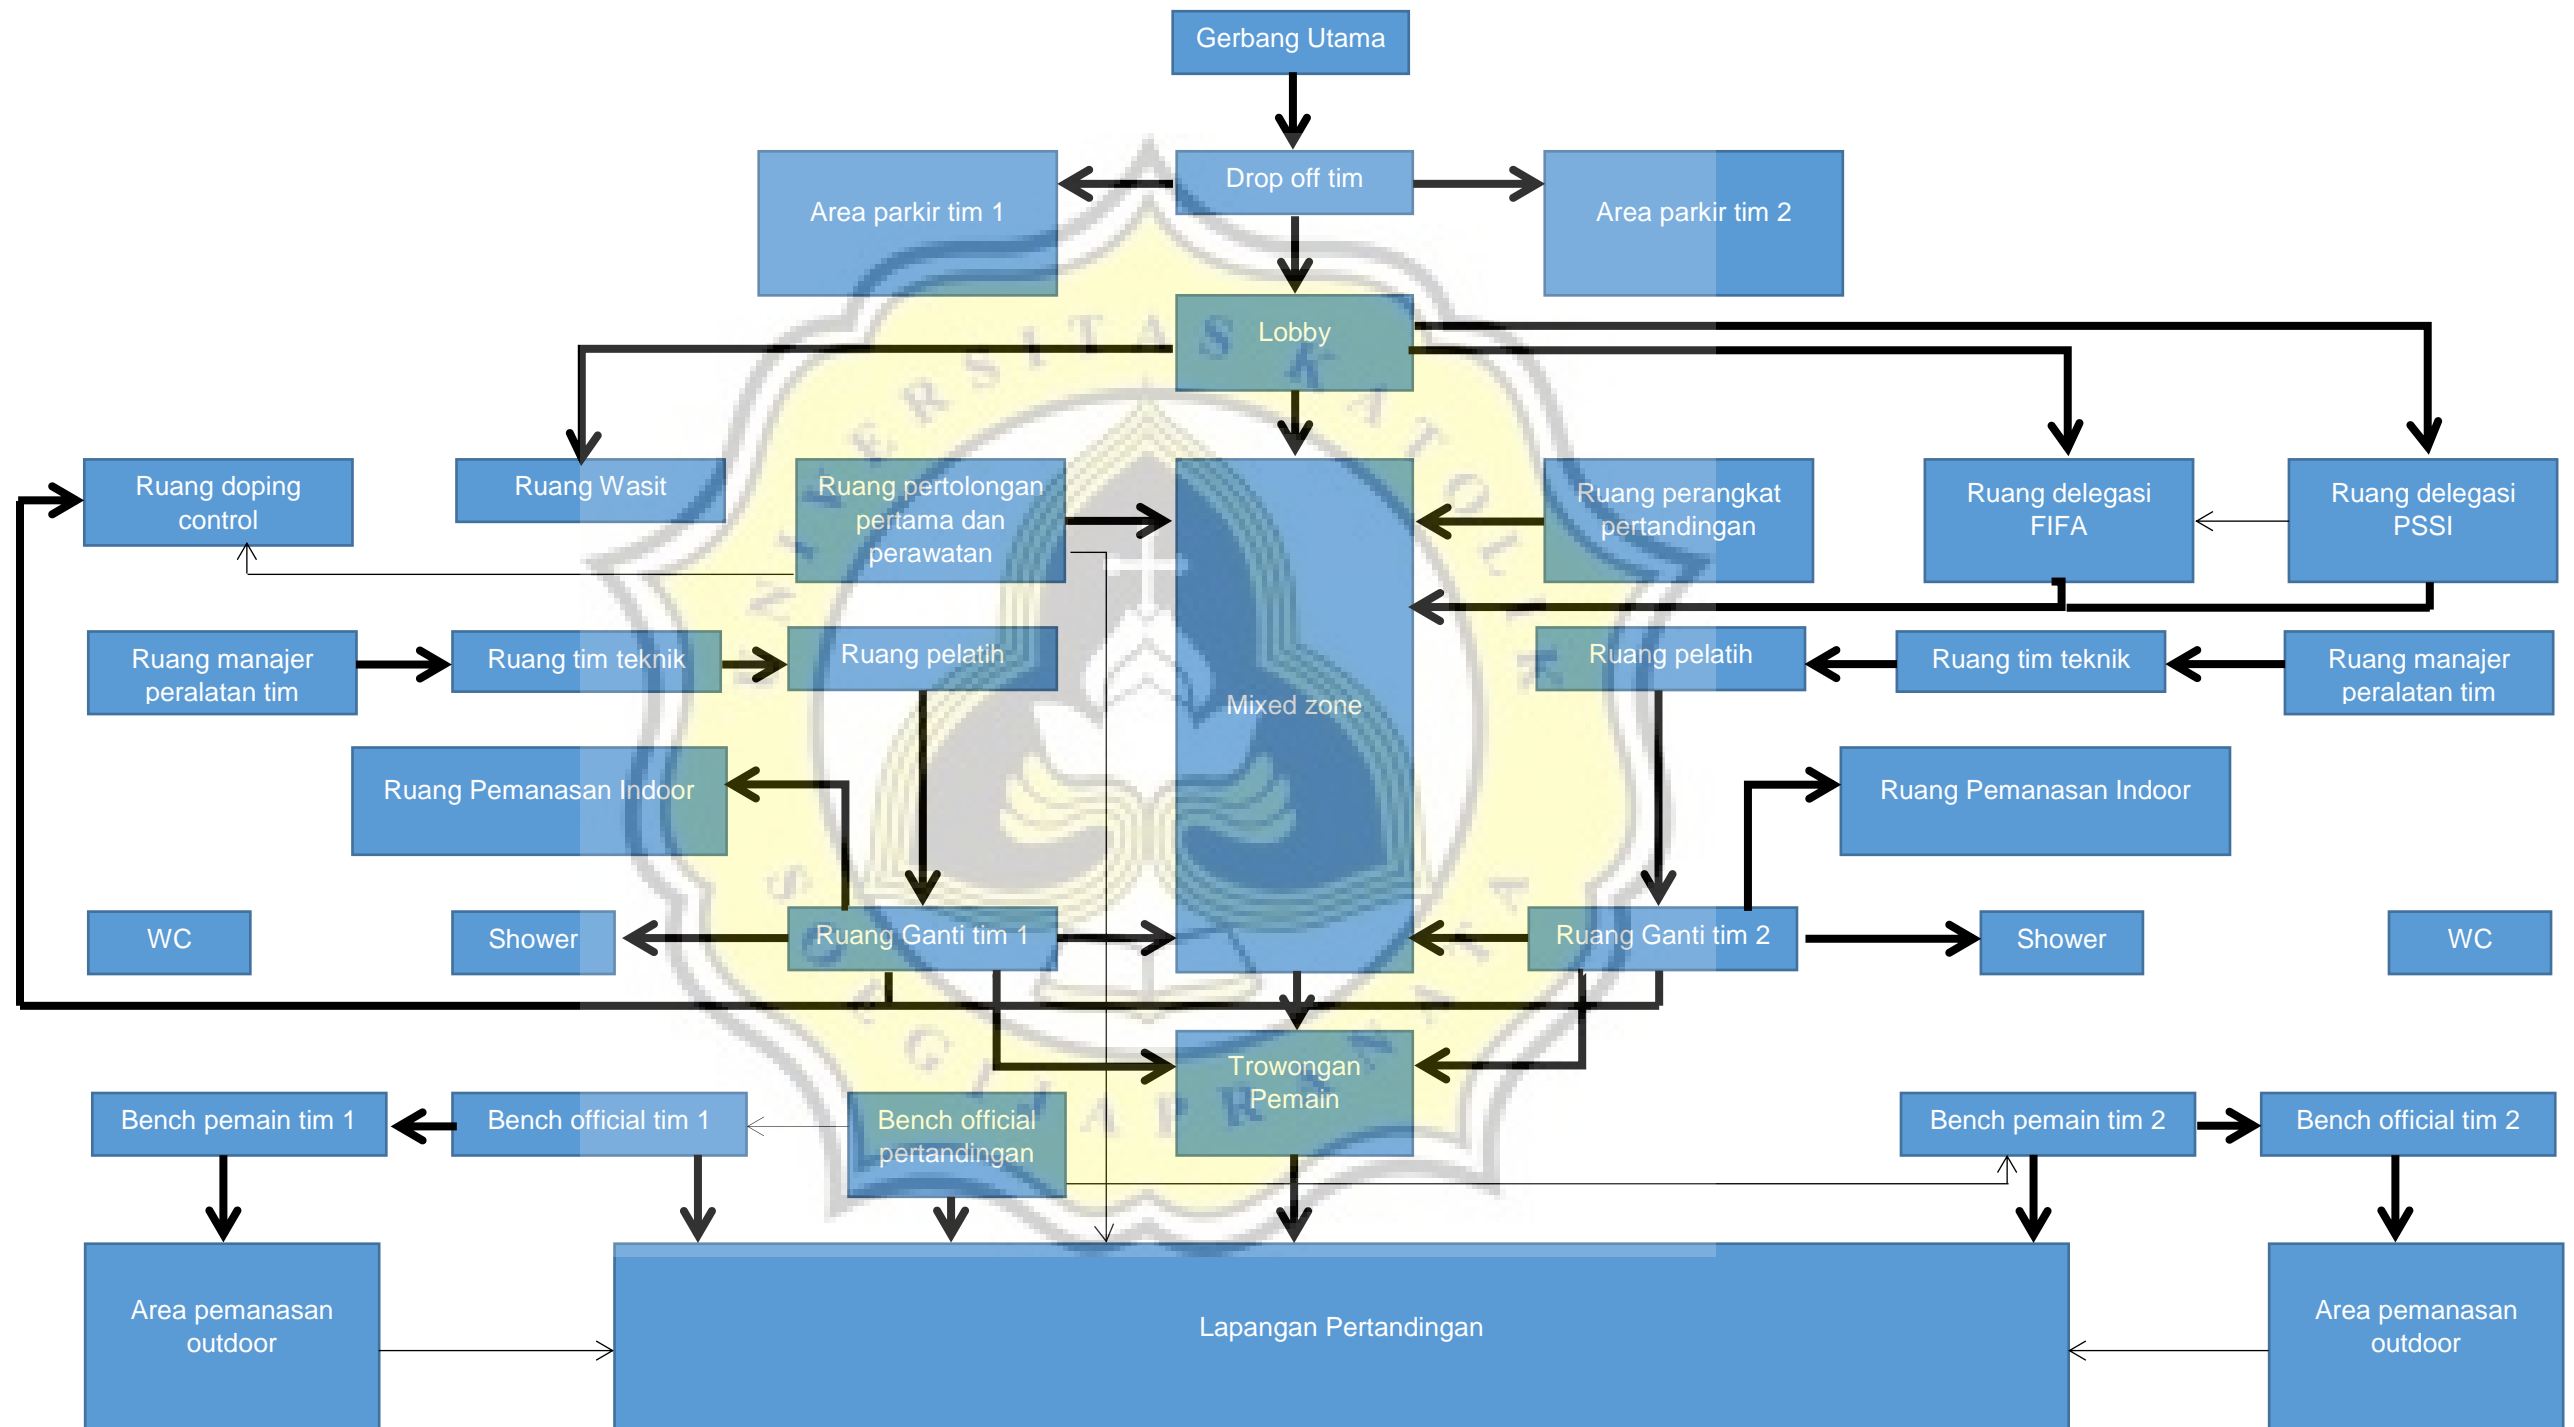 Gerbang Utama
Area parkir tim 1
Drop off tim
Area parkir tim 2
Lobby
UNIVERSITAS KATOLIK
Ruang doping
control
Ruang Wasit
Ruang pertolongan
pertama dan
perawatan
Ruang perangkat
pertandingan
Ruang delegasi
FIFA
Ruang delegasi
PSSI
Ruang manajer
peralatan tim
Ruang tim teknik
Ruang pelatih
Mixed zone
Ruang pelatih
Ruang tim teknik
Ruang manajer
peralatan tim
Ruang Pemanasan Indoor
Ruang Pemanasan Indoor
WC
Shower
Ruang Ganti tim 1
Ruang Ganti tim 2
Shower
WC
SOEGIJAPRANATA
Trowongan
Pemain
Bench pemain tim 1
Bench official tim 1
Bench official
pertandingan
Bench pemain tim 2
Bench official tim 2
Area pemanasan
outdoor
Lapangan Pertandingan
Area pemanasan
outdoor